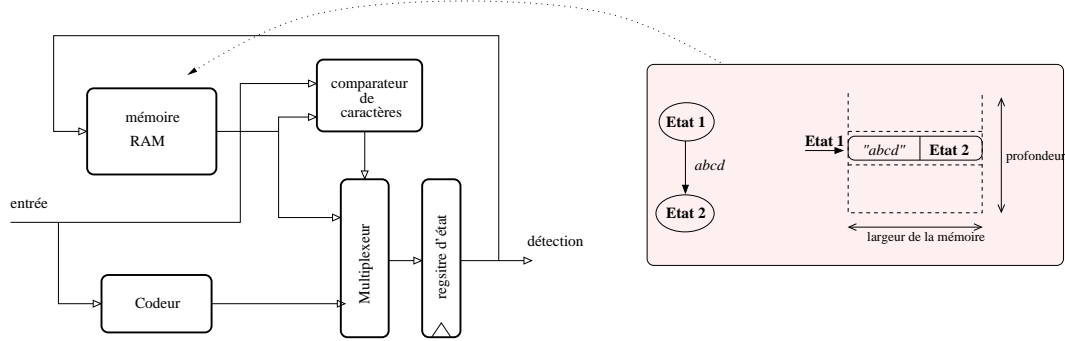 mémoire
RAM
comparateur
de
caractères
entrée
Codeur
Multiplexeur
regsitre d'état
détection
Etat 1
abcd
Etat 2
Etat 1
"abcd"
Etat 2
profondeur
largeur de la mémoire